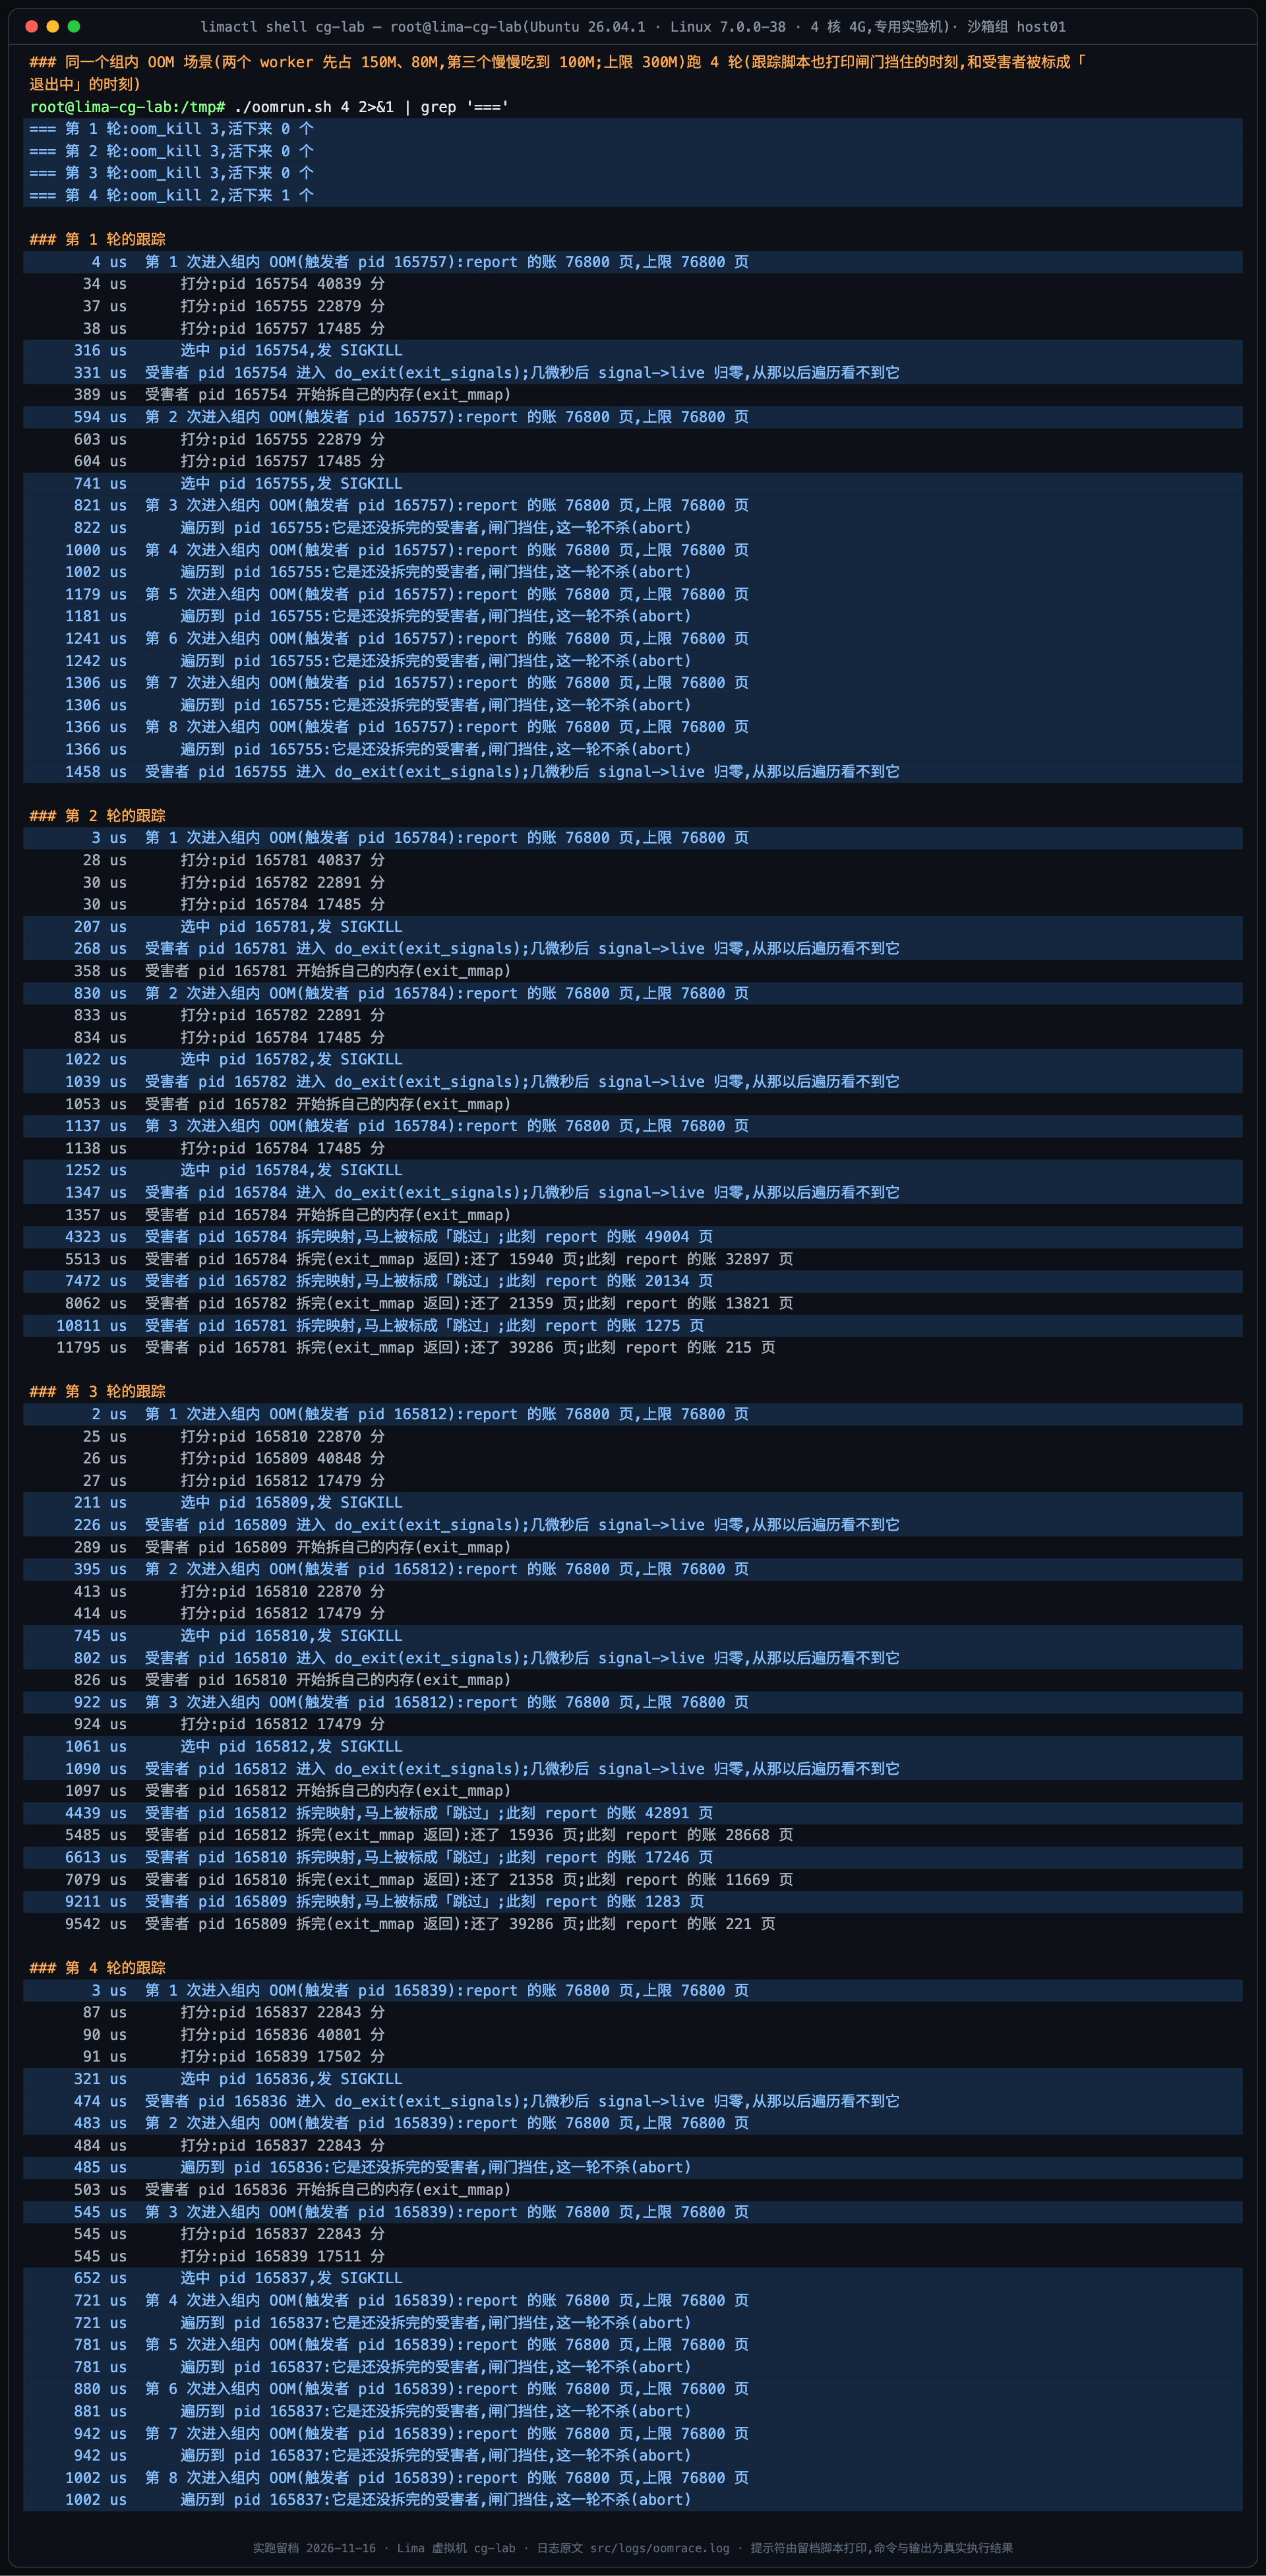 limactl shell cg-lab — root@lima-cg-lab(Ubuntu 26.04.1 · Linux 7.0.0-38 · 4 核 4G,专用实验机)· 沙箱组 host01
### 同一个组内 OOM 场景(两个 worker 先占 150M、80M,第三个慢慢吃到 100M;上限 300M)跑 4 轮(跟踪脚本也打印闸门挡住的时刻,和受害者被标成「
退出中」的时刻)
root@lima-cg-lab:/tmp# ./oomrun.sh 4 2>&1 | grep '==='
=== 第 1 轮:oom_kill 3,活下来 0 个
=== 第 2 轮:oom_kill 3,活下来 0 个
=== 第 3 轮:oom_kill 3,活下来 0 个
=== 第 4 轮:oom_kill 2,活下来 1 个
### 第 1 轮的跟踪
4 us 第 1 次进入组内 OOM(触发者 pid 165757):report 的账 76800 页,上限 76800 页
34 us 打分:pid 165754 40839 分
37 us 打分:pid 165755 22879 分
38 us 打分:pid 165757 17485 分
316 us 选中 pid 165754,发 SIGKILL
331 us 受害者 pid 165754 进入 do_exit(exit_signals);几微秒后 signal->live 归零,从那以后遍历看不到它
389 us 受害者 pid 165754 开始拆自己的内存(exit_mmap)
594 us 第 2 次进入组内 OOM(触发者 pid 165757):report 的账 76800 页,上限 76800 页
603 us 打分:pid 165755 22879 分
604 us 打分:pid 165757 17485 分
741 us 选中 pid 165755,发 SIGKILL
821 us 第 3 次进入组内 OOM(触发者 pid 165757):report 的账 76800 页,上限 76800 页
822 us 遍历到 pid 165755:它是还没拆完的受害者,闸门挡住,这一轮不杀(abort)
1000 us 第 4 次进入组内 OOM(触发者 pid 165757):report 的账 76800 页,上限 76800 页
1002 us 遍历到 pid 165755:它是还没拆完的受害者,闸门挡住,这一轮不杀(abort)
1179 us 第 5 次进入组内 OOM(触发者 pid 165757):report 的账 76800 页,上限 76800 页
1181 us 遍历到 pid 165755:它是还没拆完的受害者,闸门挡住,这一轮不杀(abort)
1241 us 第 6 次进入组内 OOM(触发者 pid 165757):report 的账 76800 页,上限 76800 页
1242 us 遍历到 pid 165755:它是还没拆完的受害者,闸门挡住,这一轮不杀(abort)
1306 us 第 7 次进入组内 OOM(触发者 pid 165757):report 的账 76800 页,上限 76800 页
1306 us 遍历到 pid 165755:它是还没拆完的受害者,闸门挡住,这一轮不杀(abort)
1366 us 第 8 次进入组内 OOM(触发者 pid 165757):report 的账 76800 页,上限 76800 页
1366 us 遍历到 pid 165755:它是还没拆完的受害者,闸门挡住,这一轮不杀(abort)
1458 us 受害者 pid 165755 进入 do_exit(exit_signals);几微秒后 signal->live 归零,从那以后遍历看不到它
### 第 2 轮的跟踪
3 us 第 1 次进入组内 OOM(触发者 pid 165784):report 的账 76800 页,上限 76800 页
28 us 打分:pid 165781 40837 分
30 us 打分:pid 165782 22891 分
30 us 打分:pid 165784 17485 分
207 us 选中 pid 165781,发 SIGKILL
268 us 受害者 pid 165781 进入 do_exit(exit_signals);几微秒后 signal->live 归零,从那以后遍历看不到它
358 us 受害者 pid 165781 开始拆自己的内存(exit_mmap)
830 us 第 2 次进入组内 OOM(触发者 pid 165784):report 的账 76800 页,上限 76800 页
833 us 打分:pid 165782 22891 分
834 us 打分:pid 165784 17485 分
1022 us 选中 pid 165782,发 SIGKILL
1039 us 受害者 pid 165782 进入 do_exit(exit_signals);几微秒后 signal->live 归零,从那以后遍历看不到它
1053 us 受害者 pid 165782 开始拆自己的内存(exit_mmap)
1137 us 第 3 次进入组内 OOM(触发者 pid 165784):report 的账 76800 页,上限 76800 页
1138 us 打分:pid 165784 17485 分
1252 us 选中 pid 165784,发 SIGKILL
1347 us 受害者 pid 165784 进入 do_exit(exit_signals);几微秒后 signal->live 归零,从那以后遍历看不到它
1357 us 受害者 pid 165784 开始拆自己的内存(exit_mmap)
4323 us 受害者 pid 165784 拆完映射,马上被标成「跳过」;此刻 report 的账 49004 页
5513 us 受害者 pid 165784 拆完(exit_mmap 返回):还了 15940 页;此刻 report 的账 32897 页
7472 us 受害者 pid 165782 拆完映射,马上被标成「跳过」;此刻 report 的账 20134 页
8062 us 受害者 pid 165782 拆完(exit_mmap 返回):还了 21359 页;此刻 report 的账 13821 页
10811 us 受害者 pid 165781 拆完映射,马上被标成「跳过」;此刻 report 的账 1275 页
11795 us 受害者 pid 165781 拆完(exit_mmap 返回):还了 39286 页;此刻 report 的账 215 页
### 第 3 轮的跟踪
2 us 第 1 次进入组内 OOM(触发者 pid 165812):report 的账 76800 页,上限 76800 页
25 us 打分:pid 165810 22870 分
26 us 打分:pid 165809 40848 分
27 us 打分:pid 165812 17479 分
211 us 选中 pid 165809,发 SIGKILL
226 us 受害者 pid 165809 进入 do_exit(exit_signals);几微秒后 signal->live 归零,从那以后遍历看不到它
289 us 受害者 pid 165809 开始拆自己的内存(exit_mmap)
395 us 第 2 次进入组内 OOM(触发者 pid 165812):report 的账 76800 页,上限 76800 页
413 us 打分:pid 165810 22870 分
414 us 打分:pid 165812 17479 分
745 us 选中 pid 165810,发 SIGKILL
802 us 受害者 pid 165810 进入 do_exit(exit_signals);几微秒后 signal->live 归零,从那以后遍历看不到它
826 us 受害者 pid 165810 开始拆自己的内存(exit_mmap)
922 us 第 3 次进入组内 OOM(触发者 pid 165812):report 的账 76800 页,上限 76800 页
924 us 打分:pid 165812 17479 分
1061 us 选中 pid 165812,发 SIGKILL
1090 us 受害者 pid 165812 进入 do_exit(exit_signals);几微秒后 signal->live 归零,从那以后遍历看不到它
1097 us 受害者 pid 165812 开始拆自己的内存(exit_mmap)
4439 us 受害者 pid 165812 拆完映射,马上被标成「跳过」;此刻 report 的账 42891 页
5485 us 受害者 pid 165812 拆完(exit_mmap 返回):还了 15936 页;此刻 report 的账 28668 页
6613 us 受害者 pid 165810 拆完映射,马上被标成「跳过」;此刻 report 的账 17246 页
7079 us 受害者 pid 165810 拆完(exit_mmap 返回):还了 21358 页;此刻 report 的账 11669 页
9211 us 受害者 pid 165809 拆完映射,马上被标成「跳过」;此刻 report 的账 1283 页
9542 us 受害者 pid 165809 拆完(exit_mmap 返回):还了 39286 页;此刻 report 的账 221 页
### 第 4 轮的跟踪
3 us 第 1 次进入组内 OOM(触发者 pid 165839):report 的账 76800 页,上限 76800 页
87 us 打分:pid 165837 22843 分
90 us 打分:pid 165836 40801 分
91 us 打分:pid 165839 17502 分
321 us 选中 pid 165836,发 SIGKILL
474 us 受害者 pid 165836 进入 do_exit(exit_signals);几微秒后 signal->live 归零,从那以后遍历看不到它
483 us 第 2 次进入组内 OOM(触发者 pid 165839):report 的账 76800 页,上限 76800 页
484 us 打分:pid 165837 22843 分
485 us 遍历到 pid 165836:它是还没拆完的受害者,闸门挡住,这一轮不杀(abort)
503 us 受害者 pid 165836 开始拆自己的内存(exit_mmap)
545 us 第 3 次进入组内 OOM(触发者 pid 165839):report 的账 76800 页,上限 76800 页
545 us 打分:pid 165837 22843 分
545 us 打分:pid 165839 17511 分
652 us 选中 pid 165837,发 SIGKILL
721 us 第 4 次进入组内 OOM(触发者 pid 165839):report 的账 76800 页,上限 76800 页
721 us 遍历到 pid 165837:它是还没拆完的受害者,闸门挡住,这一轮不杀(abort)
781 us 第 5 次进入组内 OOM(触发者 pid 165839):report 的账 76800 页,上限 76800 页
781 us 遍历到 pid 165837:它是还没拆完的受害者,闸门挡住,这一轮不杀(abort)
880 us 第 6 次进入组内 OOM(触发者 pid 165839):report 的账 76800 页,上限 76800 页
881 us 遍历到 pid 165837:它是还没拆完的受害者,闸门挡住,这一轮不杀(abort)
942 us 第 7 次进入组内 OOM(触发者 pid 165839):report 的账 76800 页,上限 76800 页
942 us 遍历到 pid 165837:它是还没拆完的受害者,闸门挡住,这一轮不杀(abort)
1002 us 第 8 次进入组内 OOM(触发者 pid 165839):report 的账 76800 页,上限 76800 页
1002 us 遍历到 pid 165837:它是还没拆完的受害者,闸门挡住,这一轮不杀(abort)
实跑留档 2026-11-16 · Lima 虚拟机 cg-lab · 日志原文 src/logs/oomrace.log · 提示符由留档脚本打印,命令与输出为真实执行结果